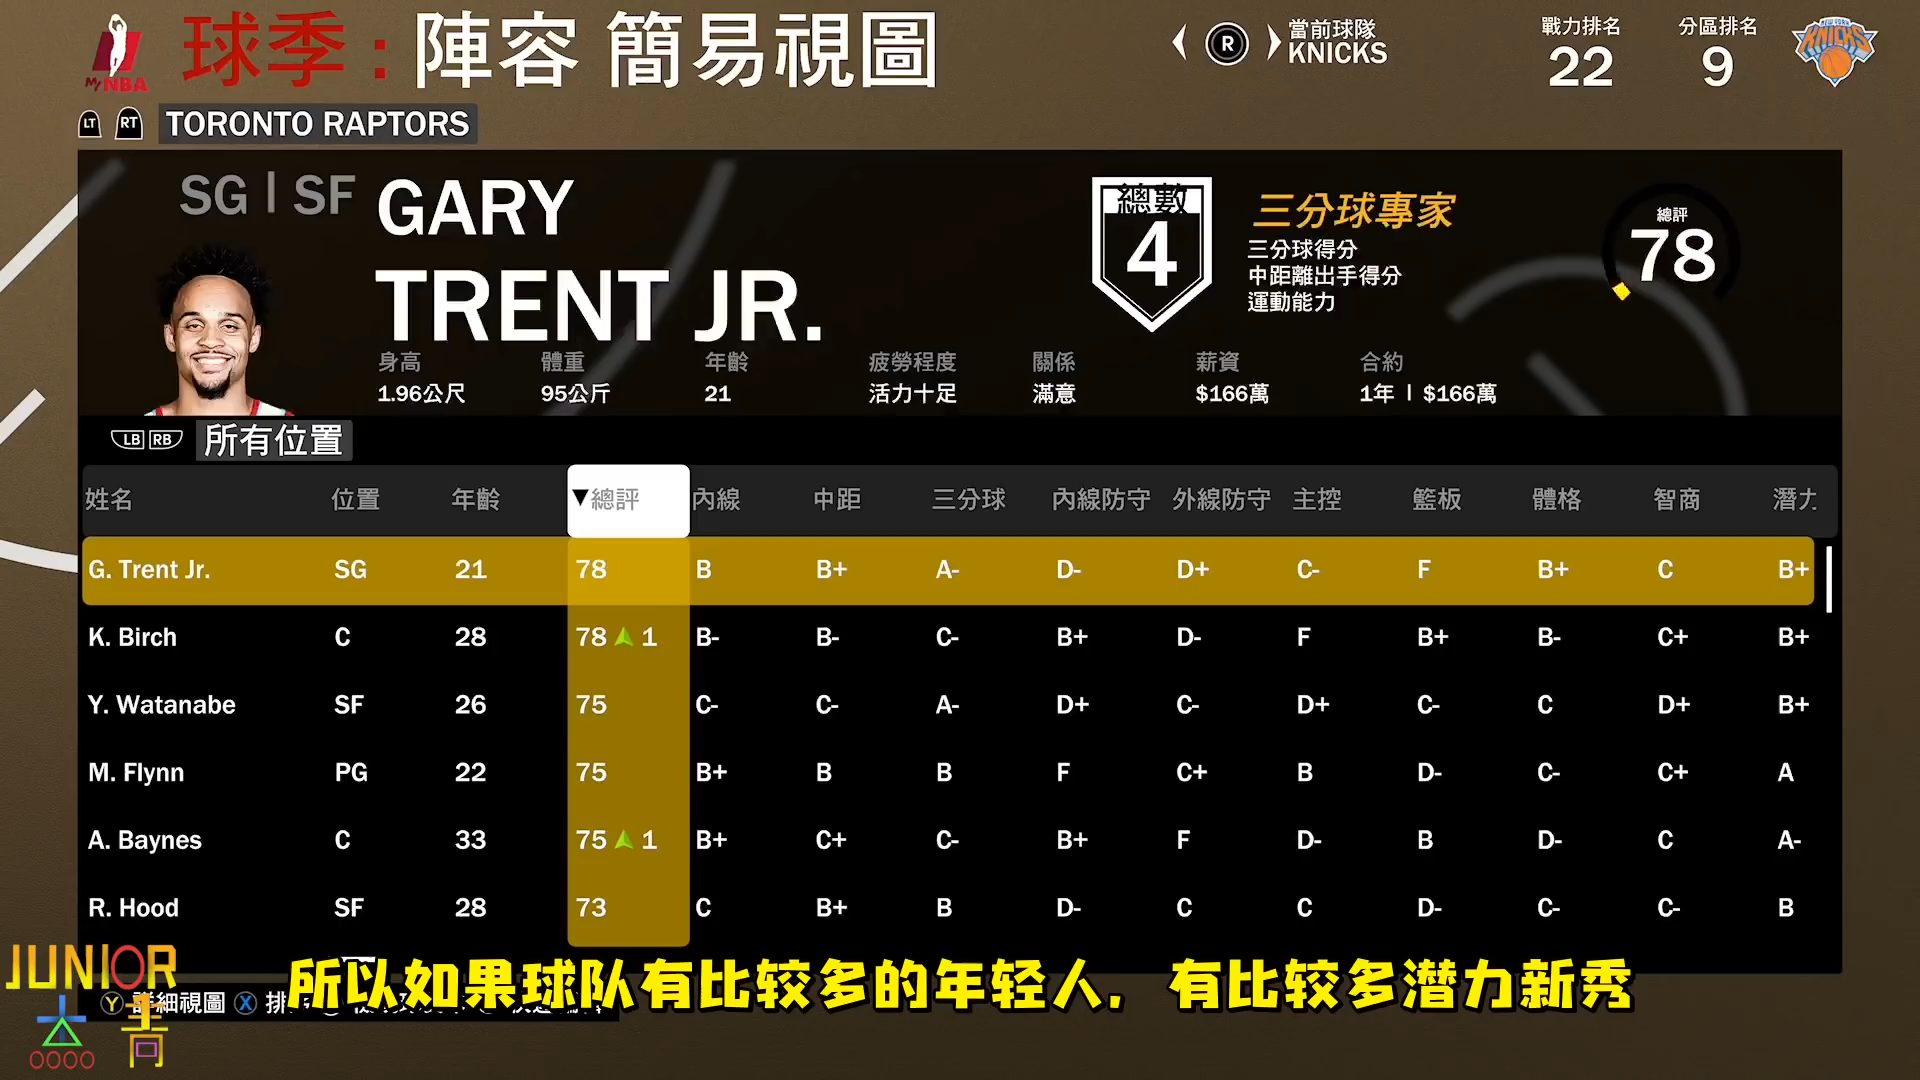 球季 : 陣容 簡易視圖
My NBA
R
當前球隊
KNICKS
戰力排名
22
分區排名
9
NEW YORK
KNICKS
LT RT TORONTO RAPTORS
SG | SF GARY
TRENT JR.
總數
4
三分球專家
三分球得分
中距離出手得分
運動能力
總評
78
身高 體重 年齡 疲勞程度 關係 薪資 合約
1.96公尺 95公斤 21 活力十足 滿意 $166萬 1年 | $166萬
LB RB 所有位置
姓名 位置 年齡 ▼總評 內線 中距 三分球 內線防守 外線防守 主控 籃板 體格 智商 潛力
G. Trent Jr. SG 21 78 B B+ A- D- D+ C- F B+ C B+
K. Birch C 28 78 ▲ 1 B- B- C- B+ D- F B+ B- C+ B+
Y. Watanabe SF 26 75 C- C- A- D+ C- D+ C- C D+ B+
M. Flynn PG 22 75 B+ B B F C+ B D- C- C+ A
A. Baynes C 33 75 ▲ 1 B+ C+ C- B+ F D- B D- C A-
R. Hood SF 28 73 C B+ B D- C C D- C- C- B
JUNIOR
所以如果球队有比较多的年轻人，有比较多潜力新秀
Y 詳細視圖 X 排